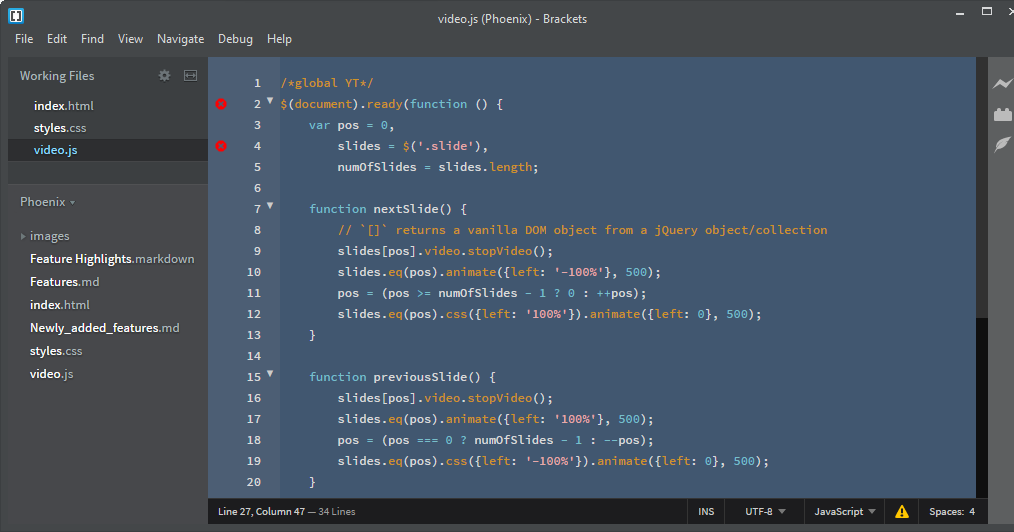 video.js (Phoenix) - Brackets
File Edit Find View Navigate Debug Help
Working Files
index.html
styles.css
video.js
Phoenix
images
Feature Highlights.markdown
Features.md
index.html
Newly_added_features.md
styles.css
video.js
1 /*global YT*/
2 $(document).ready(function () {
3     var pos = 0,
4         slides = $('.slide'),
5         numOfSlides = slides.length;
6
7     function nextSlide() {
8         // `[]` returns a vanilla DOM object from a jQuery object/collection
9         slides[pos].video.stopVideo();
10         slides.eq(pos).animate({left: '-100%'}, 500);
11         pos = (pos >= numOfSlides - 1 ? 0 : ++pos);
12         slides.eq(pos).css({left: '100%'}).animate({left: 0}, 500);
13     }
14
15     function previousSlide() {
16         slides[pos].video.stopVideo();
17         slides.eq(pos).animate({left: '100%'}, 500);
18         pos = (pos === 0 ? numOfSlides - 1 : --pos);
19         slides.eq(pos).css({left: '-100%'}).animate({left: 0}, 500);
20     }
Line 27, Column 47 — 34 Lines INS UTF-8 JavaScript Spaces: 4